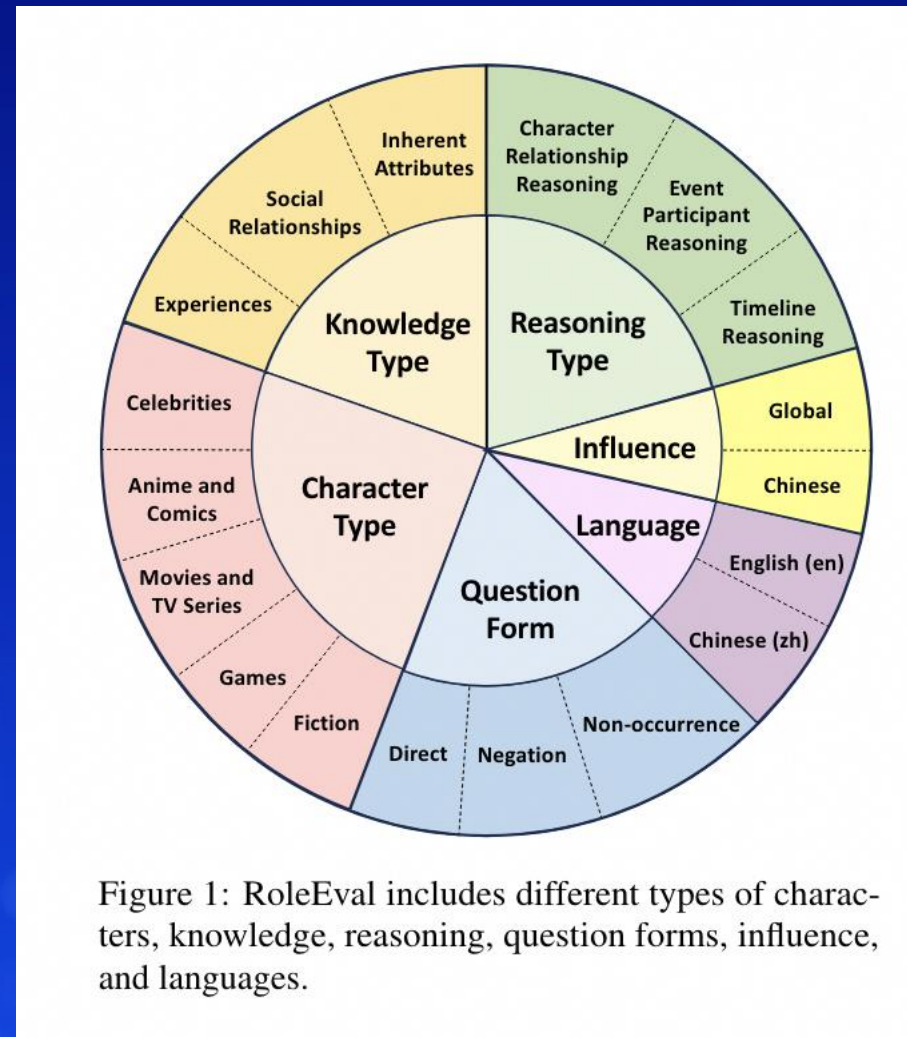 Inherent
Attributes
Social
Relationships
Experiences
Knowledge
Type
Character
Relationship
Reasoning
Event
Participant
Reasoning
Timeline
Reasoning
Reasoning
Type
Global
Chinese
Influence
English (en)
Chinese (zh)
Language
Question
Form
Non-occurrence
Negation
Direct
Character
Type
Celebrities
Anime and
Comics
Movies and
TV Series
Games
Fiction
Figure 1: RoleEval includes different types of charac-
ters, knowledge, reasoning, question forms, influence,
and languages.